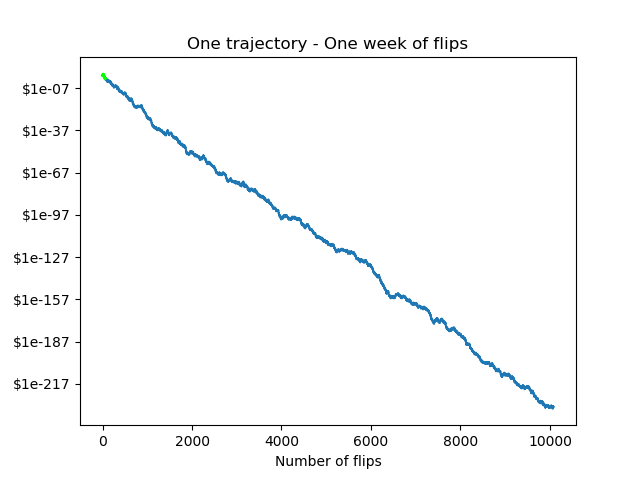 One trajectory - One week of flips
$1e-07
$1e-37
$1e-67
$1e-97
$1e-127
$1e-157
$1e-187
$1e-217
0 2000 4000 6000 8000 10000
Number of flips